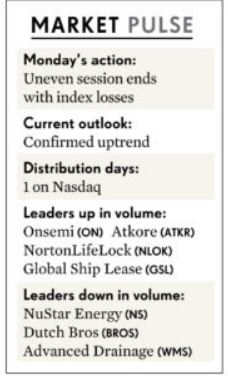 MARKET PULSE
Monday's action:
Uneven session ends
with index losses
Current outlook:
Confirmed uptrend
Distribution days:
1 on Nasdaq
Leaders up in volume:
Onsemi (ON) Atkore (ATKR)
NortonLifeLock (NLOK)
Global Ship Lease (GSL)
Leaders down in volume:
NuStar Energy (NS)
Dutch Bros (BROS)
Advanced Drainage (WMS)